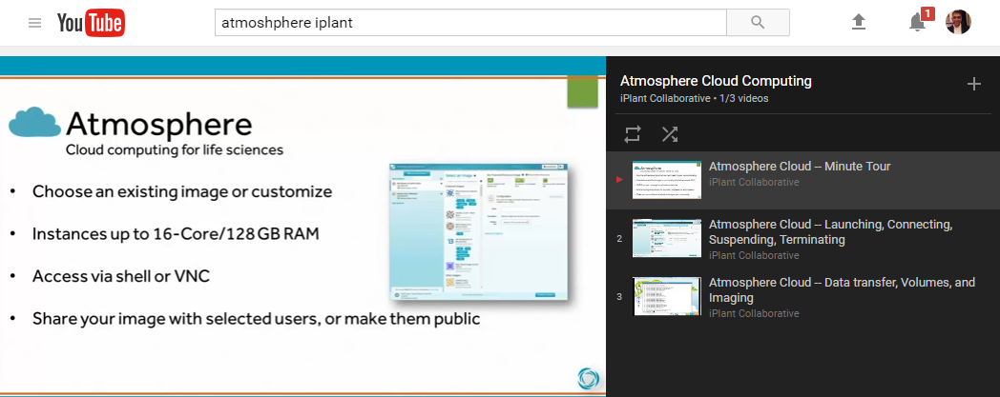 YouTube
atmoshphere iplant
1
Atmosphere
Cloud computing for life sciences
• Choose an existing image or customize
• Instances up to 16-Core/128 GB RAM
• Access via shell or VNC
• Share your image with selected users, or make them public
Atmosphere Cloud Computing
iPlant Collaborative • 1/3 videos
Atmosphere Cloud -- Minute Tour
iPlant Collaborative
2
Atmosphere Cloud -- Launching, Connecting,
Suspending, Terminating
iPlant Collaborative
3
Atmosphere Cloud -- Data transfer, Volumes, and
Imaging
iPlant Collaborative